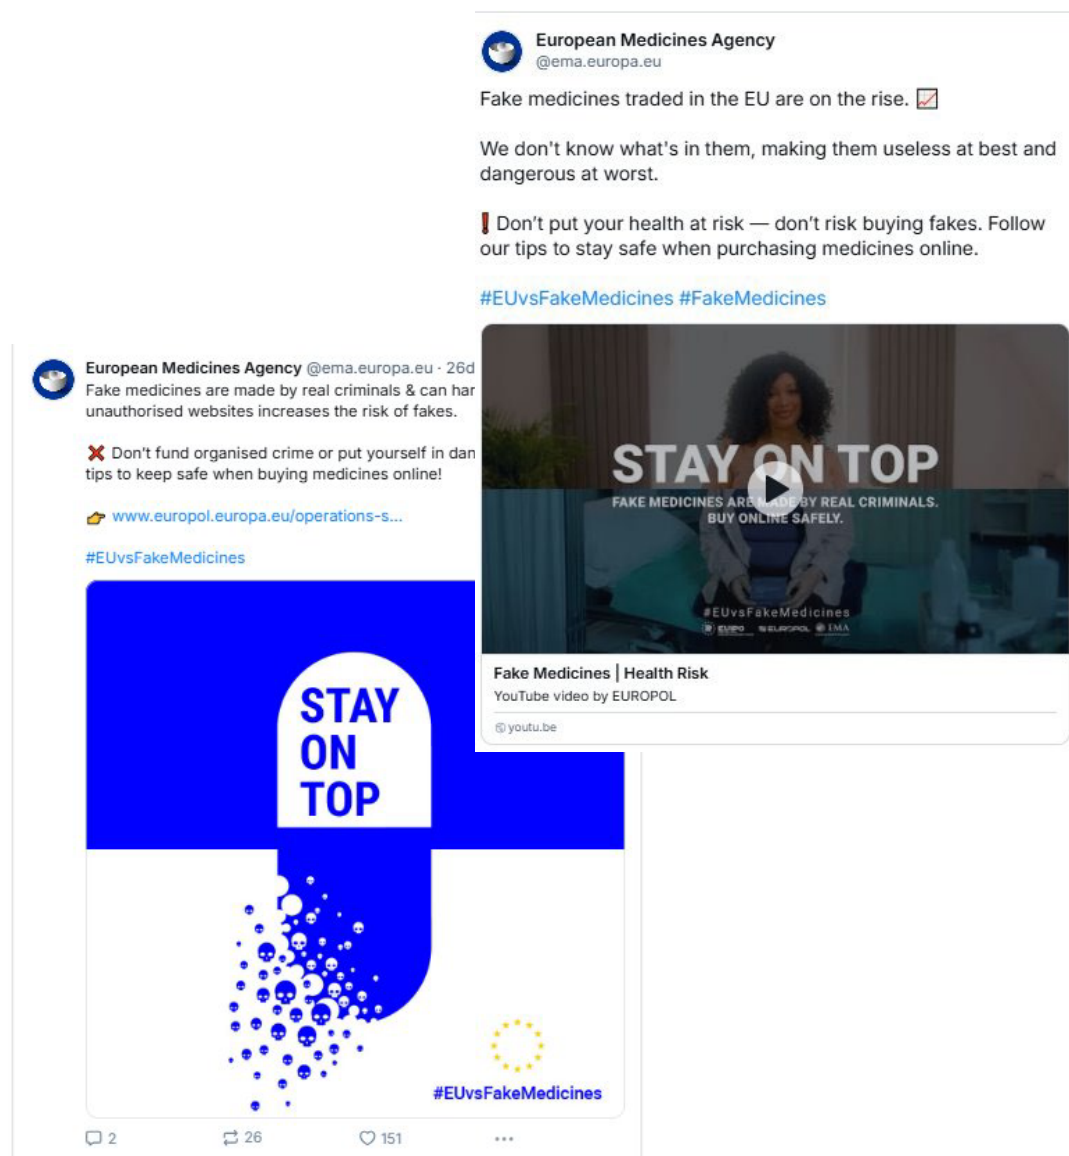 European Medicines Agency
@ema.europa.eu
Fake medicines traded in the EU are on the rise. 📈
We don't know what's in them, making them useless at best and
dangerous at worst.
❗Don't put your health at risk — don't risk buying fakes. Follow
our tips to stay safe when purchasing medicines online.
#EUvsFakeMedicines #FakeMedicines
STAY ON TOP
FAKE MEDICINES ARE MADE BY REAL CRIMINALS.
BUY ONLINE SAFELY.
#EUvsFakeMedicines
EUIPO EUROPOL EMA
Fake Medicines | Health Risk
YouTube video by EUROPOL
youtu.be
European Medicines Agency @ema.europa.eu · 26d
Fake medicines are made by real criminals & can har
unauthorised websites increases the risk of fakes.
❌ Don't fund organised crime or put yourself in dan
tips to keep safe when buying medicines online!
👉 www.europol.europa.eu/operations-s...
#EUvsFakeMedicines
STAY
ON
TOP
#EUvsFakeMedicines
2 26 151 ...